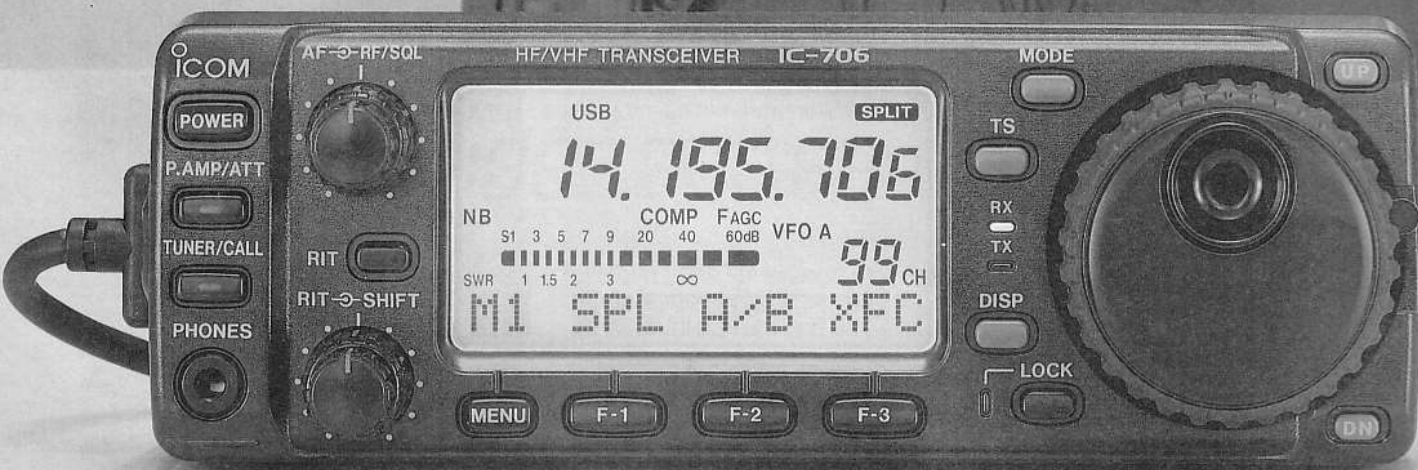 ICOM
AF RF/SQL
HF/VHF TRANSCEIVER IC-706
MODE
UP
POWER
USB
SPLIT
TS
14.195.706
P.AMP/ATT
NB
COMP
FAGC
VFO A
RX
S1 3 5 7 9 20 40 60dB
99 CH
TUNER/CALL
RIT
TX
SWR 1 1.5 2 3 ∞
RIT SHIFT
M1 SPL A/B XFC
DISP
PHONES
LOCK
MENU
F-1
F-2
F-3
DN